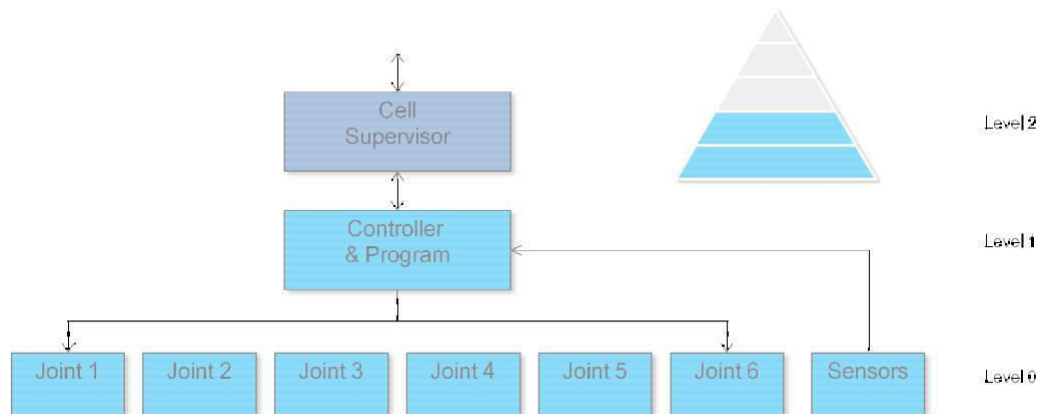 Cell
Supervisor
Level 2
Controller
& Program
Level 1
Joint 1
Joint 2
Joint 3
Joint 4
Joint 5
Joint 6
Sensors
Level 0